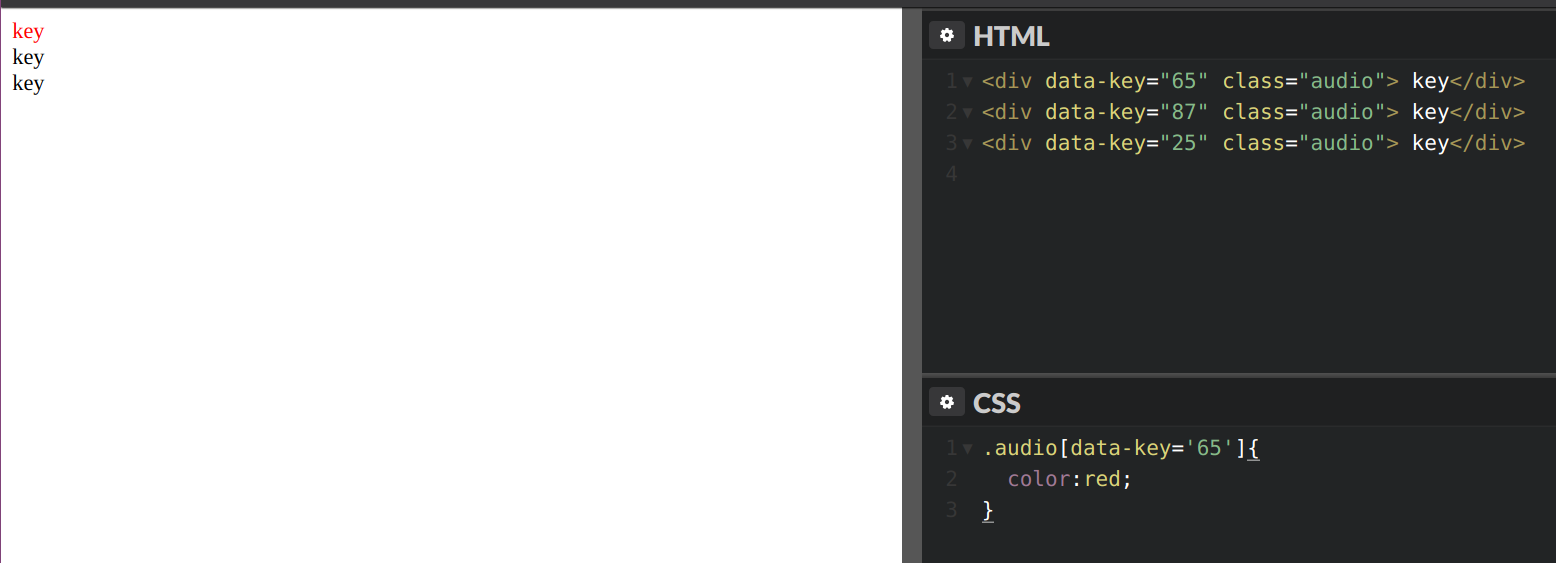 key
key
key
HTML
1 <div data-key="65" class="audio"> key</div>
2 <div data-key="87" class="audio"> key</div>
3 <div data-key="25" class="audio"> key</div>
4
CSS
1 .audio[data-key='65']{
2 color:red;
3 }